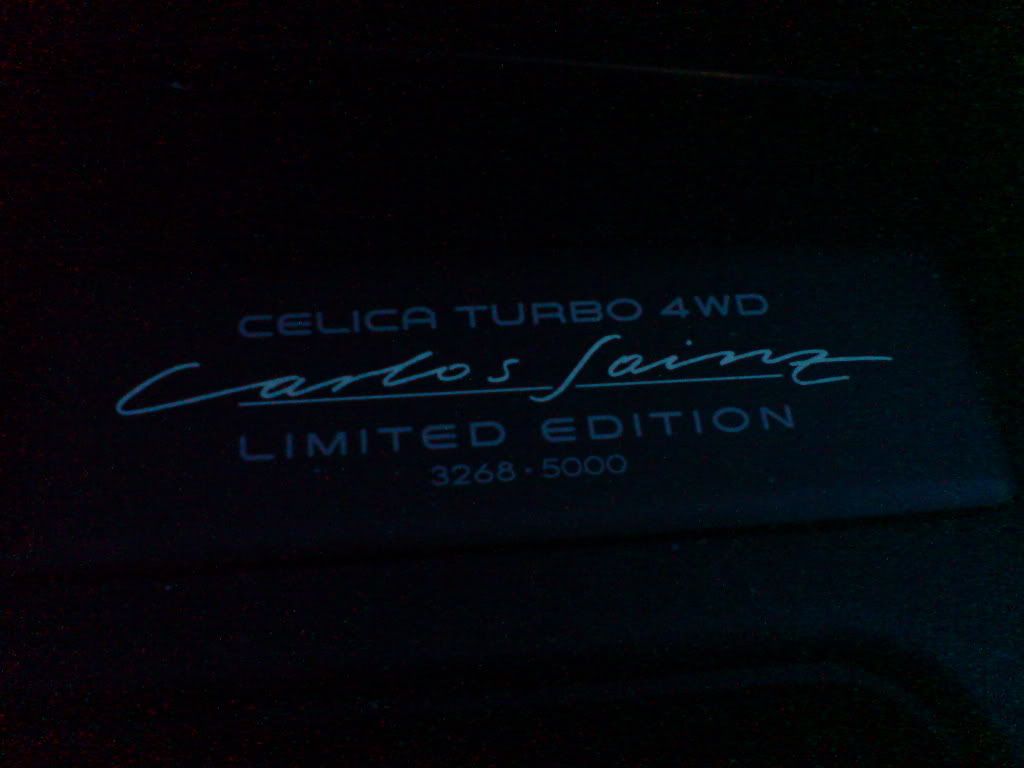 CELICA TURBO 4WD
Carlos Sainz
LIMITED EDITION
3268 · 5000